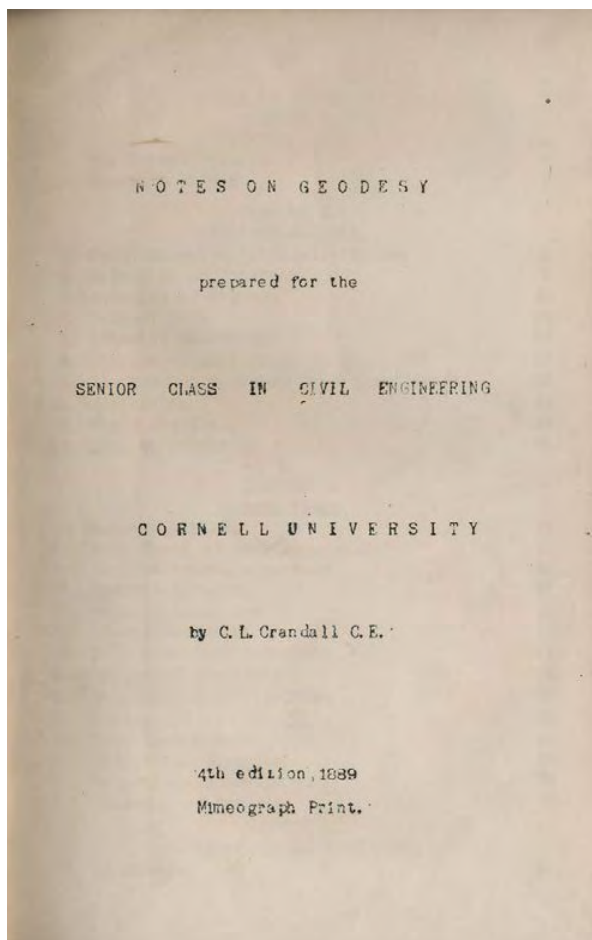 NOTES ON GEODESY
prepared for the
SENIOR CLASS IN CIVIL ENGINEERING
CORNELL UNIVERSITY
by C. L. Crandall C. E.
4th edition, 1889
Mimeograph Print.